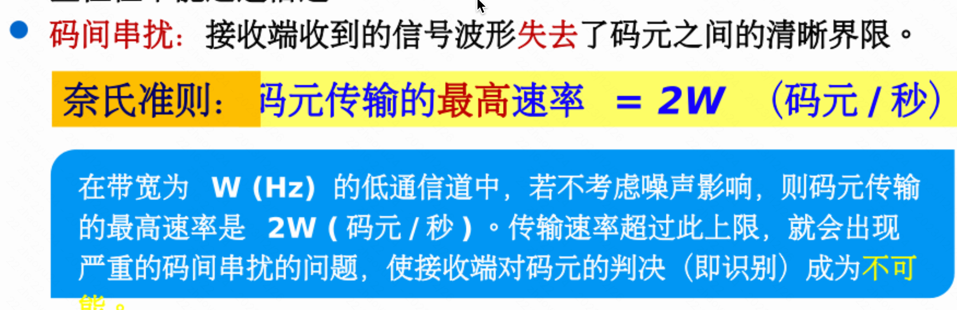 码间串扰：接收端收到的信号波形失去了码元之间的清晰界限。
奈氏准则：码元传输的最高速率 = 2W （码元 / 秒）
在带宽为 W (Hz) 的低通信道中，若不考虑噪声影响，则码元传输
的最高速率是 2W ( 码元 / 秒 ) 。传输速率超过此上限，就会出现
严重的码间串扰的问题，使接收端对码元的判决（即识别）成为不可
能。